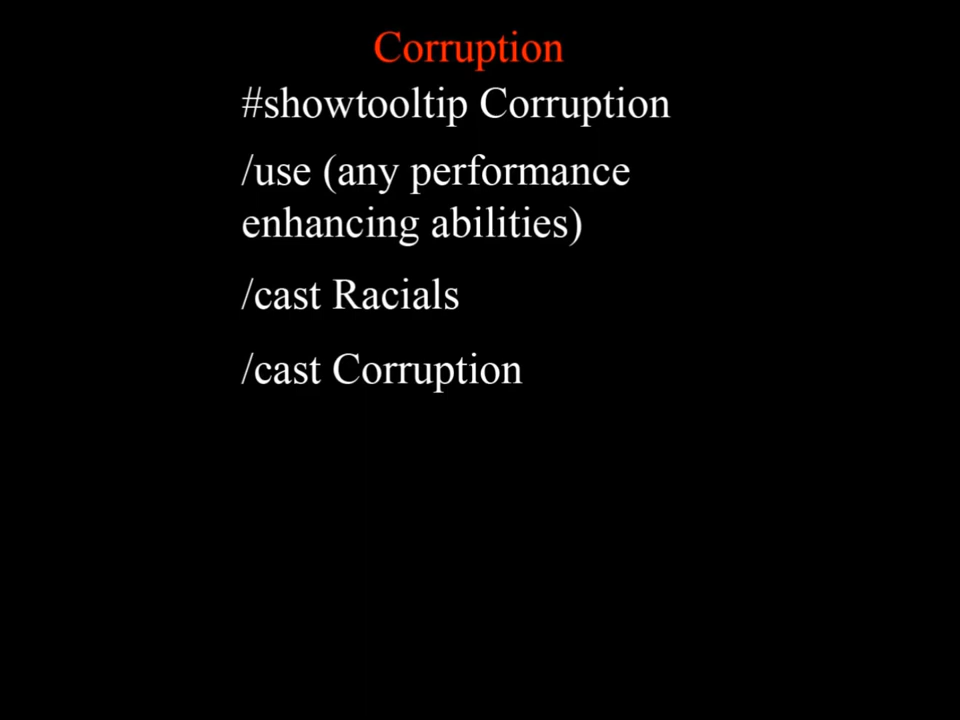 Corruption
#showtooltip Corruption
/use (any performance
enhancing abilities)
/cast Racials
/cast Corruption